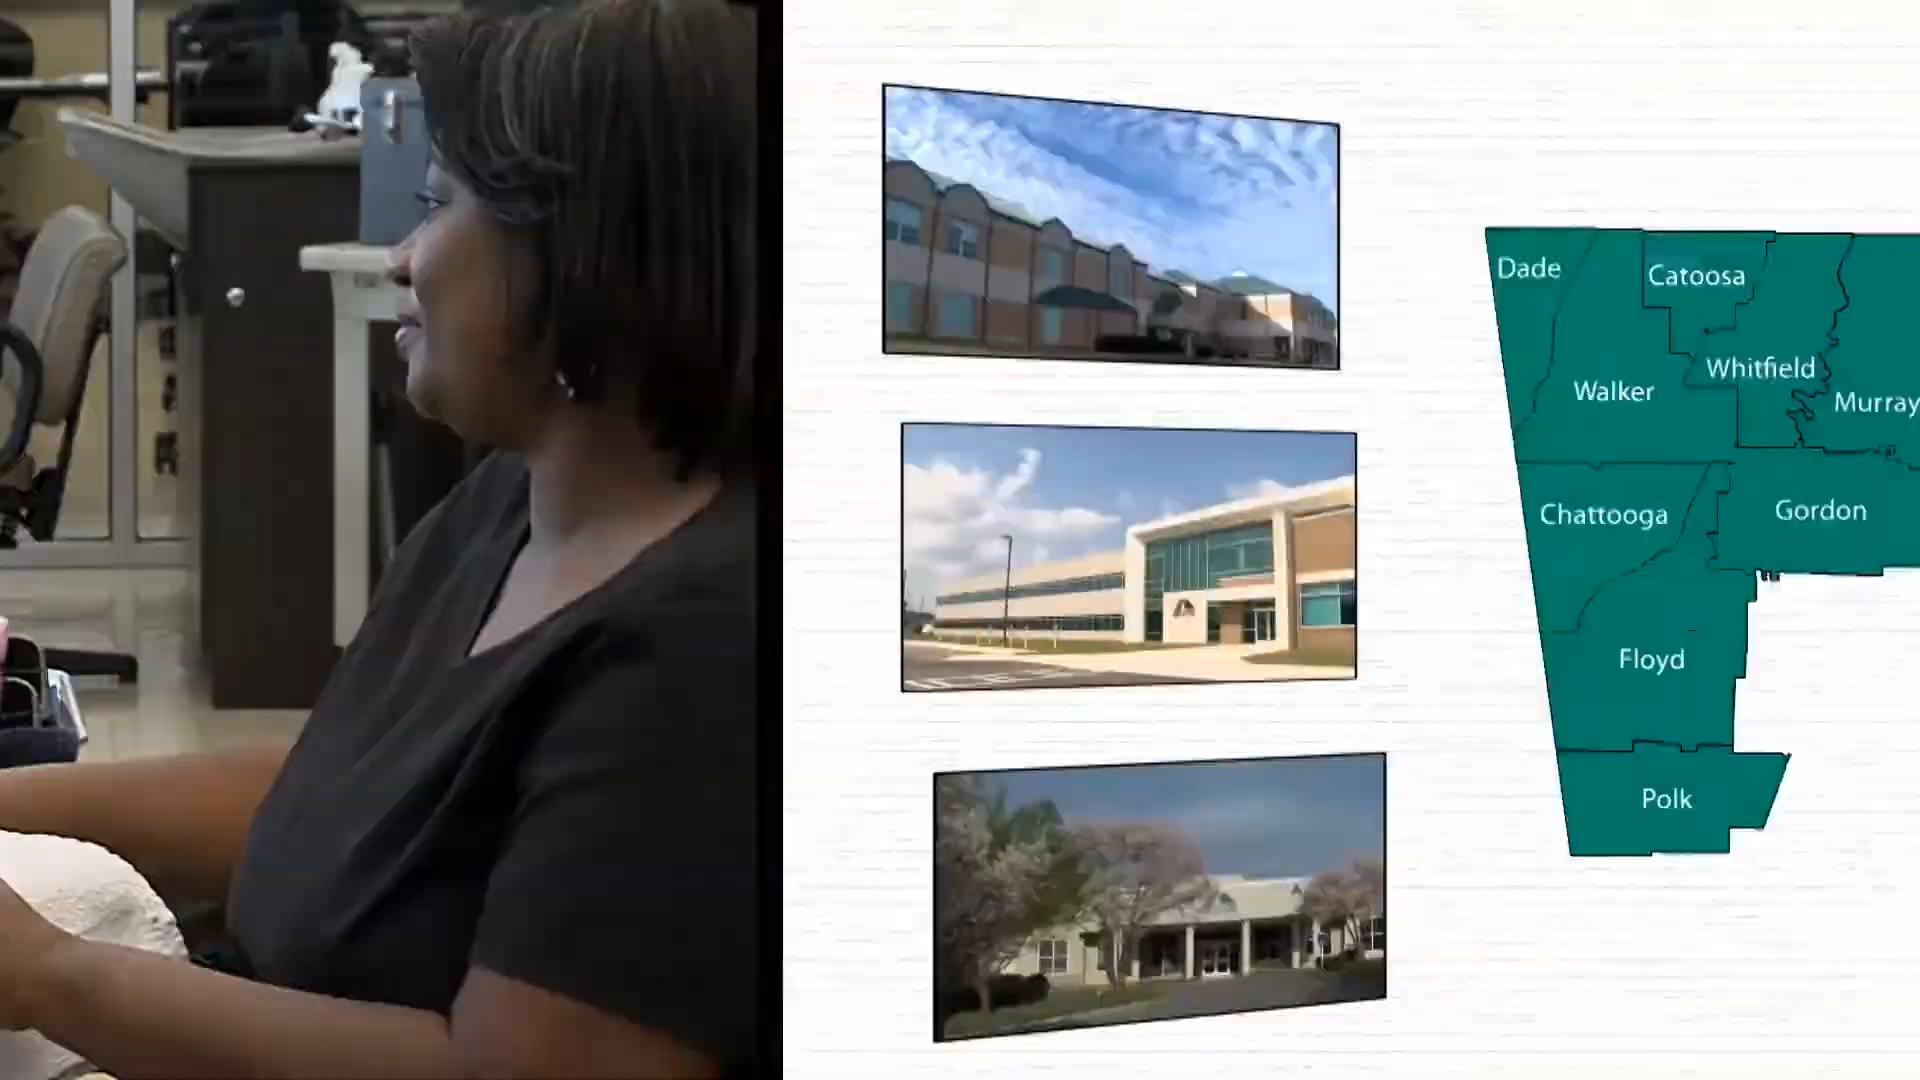 Dade
Catoosa
Whitfield
Walker
Murray
Chattooga
Gordon
Floyd
Polk